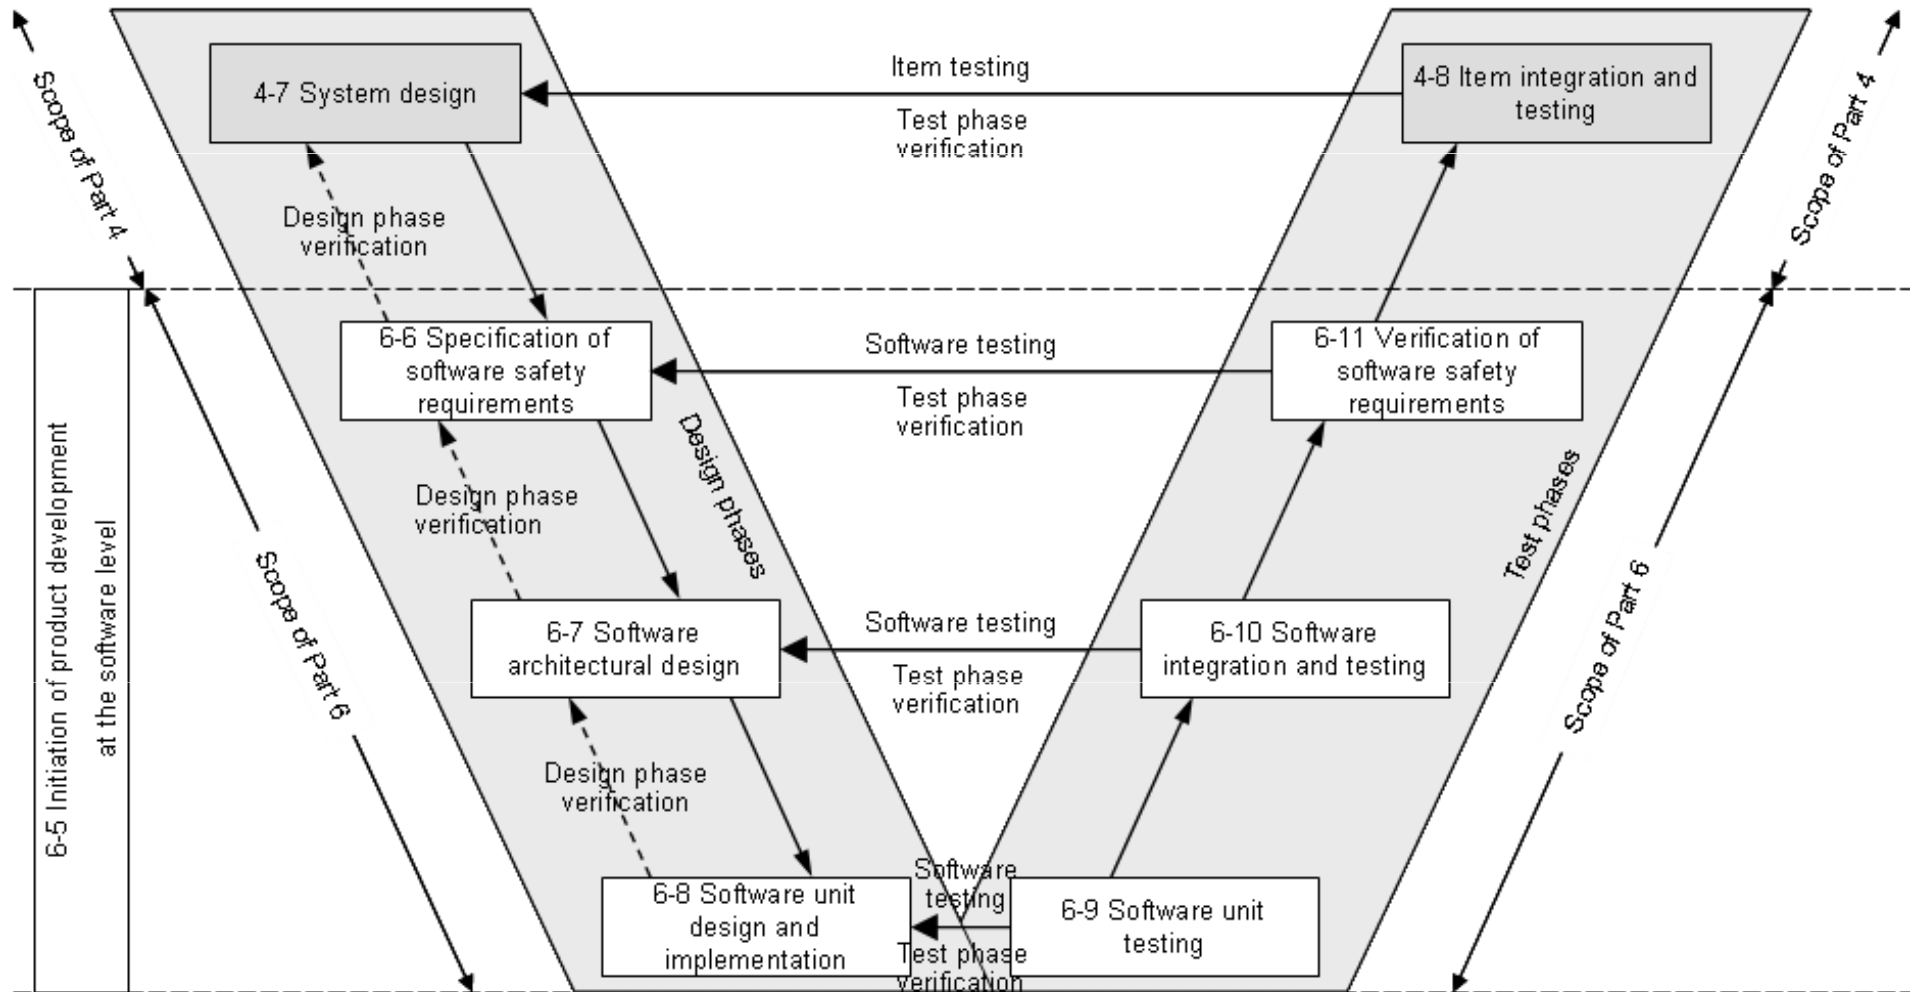 Scope of Part 4
4-7 System design
Item testing
Test phase
verification
4-8 Item integration and
testing
Scope of Part 4
Design phase
verification
6-5 Initiation of product development
at the software level
6-6 Specification of
software safety
requirements
Software testing
Test phase
verification
6-11 Verification of
software safety
requirements
Design phase
verification
Design phases
Test phases
Scope of Part 6
Scope of Part 6
6-7 Software
architectural design
Software testing
Test phase
verification
6-10 Software
integration and testing
Design phase
verification
6-8 Software unit
design and
implementation
Software
testing
Test phase
verification
6-9 Software unit
testing